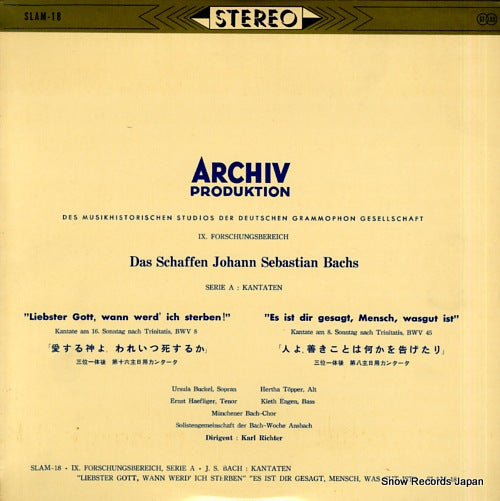 SLAM-18
STEREO
ARCHIV
PRODUKTION
DES MUSIKHISTORISCHEN STUDIOS DER DEUTSCHEN GRAMMOPHON GESELLSCHAFT
IX. FORSCHUNGSBEREICH
Das Schaffen Johann Sebastian Bachs
SERIE A : KANTATEN
"Liebster Gott, wann werd' ich sterben!"
Kantate am 16. Sonntag nach Trinitatis, BWV 8
「愛する神よ、われいつ死するか」
三位一体後 第十六主日用カンタータ
"Es ist dir gesagt, Mensch, wasgut ist"
Kantate am 8. Sonntag nach Trinitatis, BWV 45
「人よ、善きことは何かを告げたり」
三位一体後 第八主日用カンタータ
Ursula Buckel, Sopran Hertha Töpper, Alt
Ernst Haefliger, Tenor Kieth Engen, Bass
Münchener Bach-Chor
Solistengemeinschaft der Bach-Woche Ansbach
Dirigent : Karl Richter
SLAM-18 · IX. FORSCHUNGSBEREICH, SERIE A · J. S. BACH : KANTATEN
"LIEBSTER GOTT, WANN WERD' ICH STERBEN" "ES IST DIR GESAGT, MENSCH, WAS
Show Records Japan
www.snowrecords.com